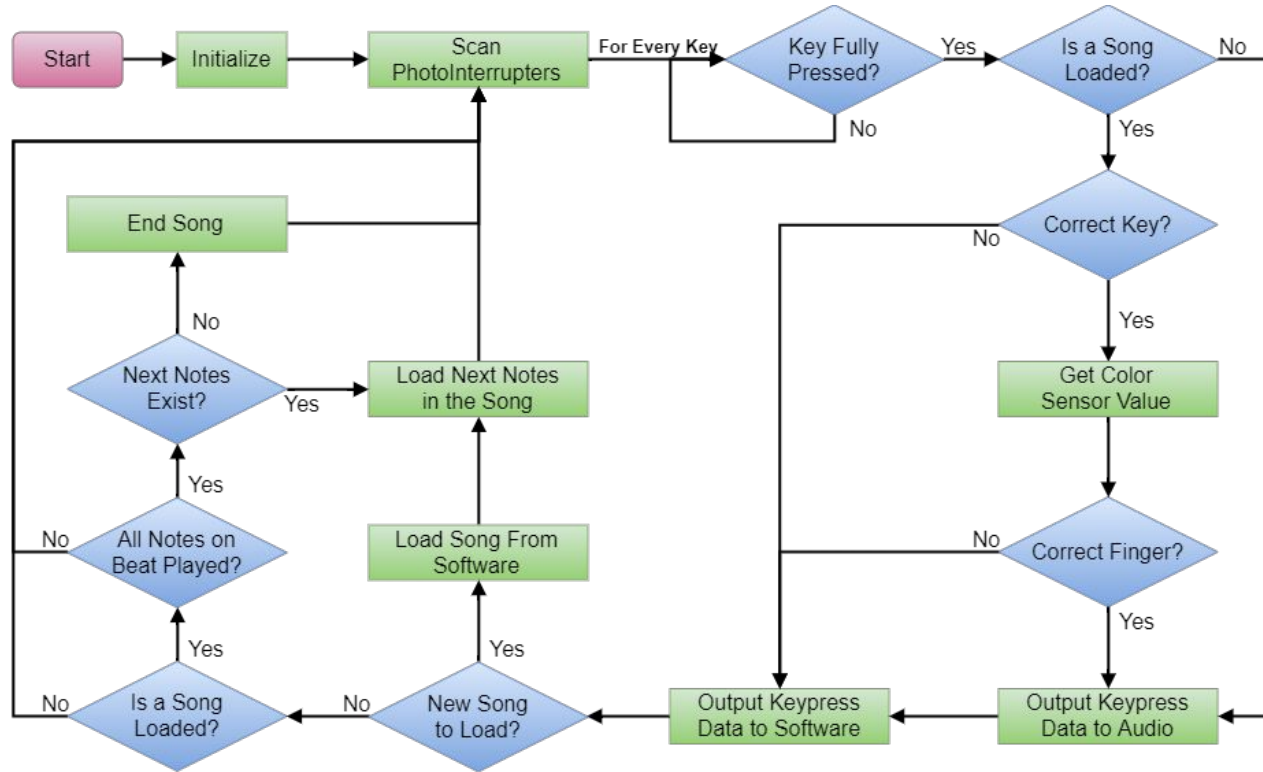 Start
Initialize
Scan
PhotoInterrupters
For Every Key
Key Fully
Pressed?
Yes
No
Is a Song
Loaded?
No
Yes
Correct Key?
No
Yes
Get Color
Sensor Value
Correct Finger?
No
Yes
Output Keypress
Data to Audio
Output Keypress
Data to Software
New Song
to Load?
Yes
No
Load Song From
Software
Load Next Notes
in the Song
Is a Song
Loaded?
No
Yes
All Notes on
Beat Played?
No
Yes
Next Notes
Exist?
Yes
No
End Song